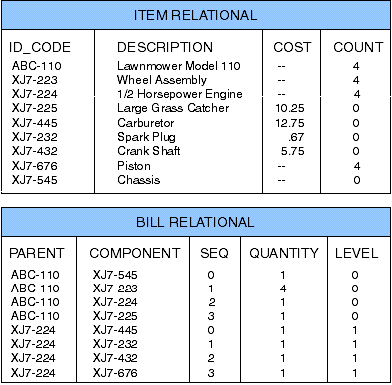 ITEM RELATIONAL
ID_CODE DESCRIPTION COST COUNT
ABC-110 Lawnmower Model 110 -- 4
XJ7-223 Wheel Assembly -- 4
XJ7-224 1/2 Horsepower Engine -- 4
XJ7-225 Large Grass Catcher 10.25 0
XJ7-445 Carburetor 12.75 0
XJ7-232 Spark Plug .67 0
XJ7-432 Crank Shaft 5.75 0
XJ7-676 Piston -- 4
XJ7-545 Chassis -- 0
BILL RELATIONAL
PARENT COMPONENT SEQ QUANTITY LEVEL
ABC-110 XJ7-545 0 1 0
ABC-110 XJ7-223 1 4 0
ABC-110 XJ7-224 2 1 0
ABC-110 XJ7-225 3 1 0
XJ7-224 XJ7-445 0 1 1
XJ7-224 XJ7-232 1 1 1
XJ7-224 XJ7-432 2 1 1
XJ7-224 XJ7-676 3 1 1